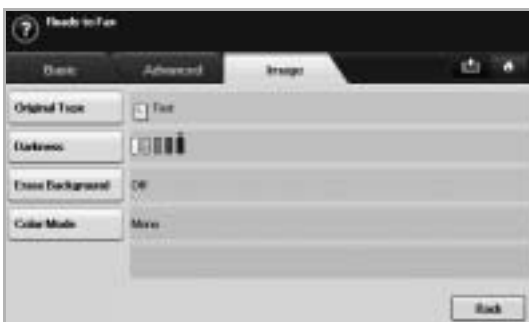 ?
Ready to Fax
Basic
Advanced
Image
Original Type
Text
Darkness
Erase Background
Off
Color Mode
Mono
Back